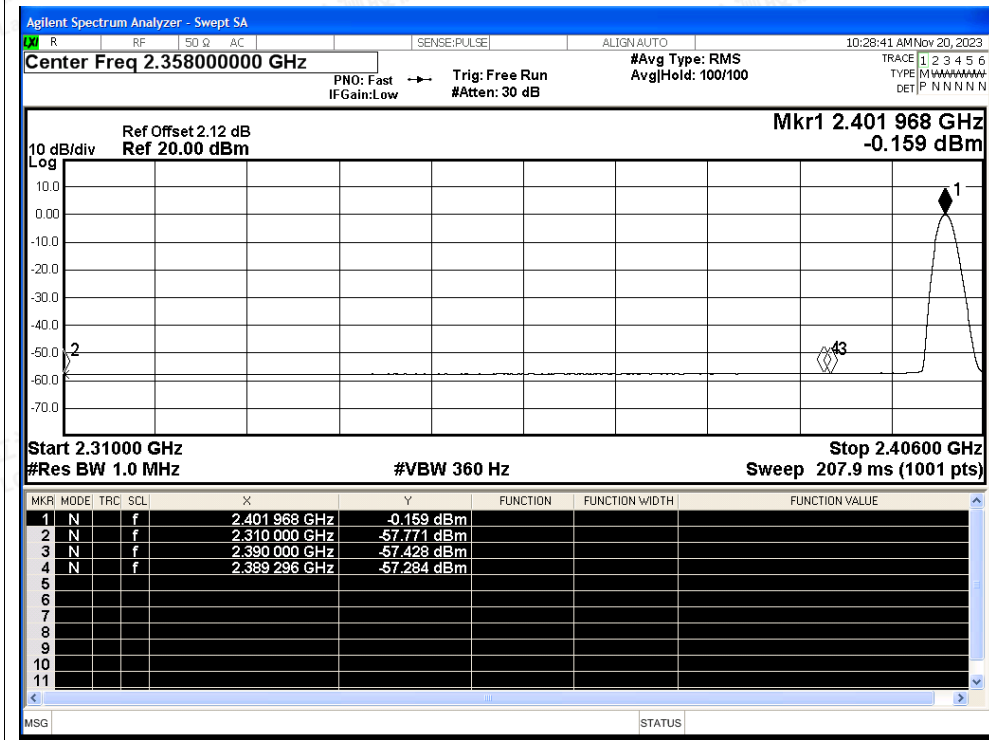 Agilent Spectrum Analyzer - Swept SA
LXI R RF 50 Ω AC SENSE:PULSE ALIGNAUTO 10:28:41 AM Nov 20, 2023
Center Freq 2.358000000 GHz #Avg Type: RMS TRACE 1 2 3 4 5 6
PNO: Fast Trig: Free Run Avg|Hold: 100/100 TYPE M
IFGain:Low #Atten: 30 dB DET P N N N N N
Ref Offset 2.12 dB Mkr1 2.401 968 GHz
10 dB/div Ref 20.00 dBm -0.159 dBm
Log
1
10.0
0.00
-10.0
-20.0
-30.0
-40.0
-50.0 2 43
-60.0
-70.0
Start 2.31000 GHz Stop 2.40600 GHz
#Res BW 1.0 MHz #VBW 360 Hz Sweep 207.9 ms (1001 pts)
MKR MODE TRC SCL X Y FUNCTION FUNCTION WIDTH FUNCTION VALUE
1 N f 2.401 968 GHz -0.159 dBm
2 N f 2.310 000 GHz -57.771 dBm
3 N f 2.390 000 GHz -57.428 dBm
4 N f 2.389 296 GHz -57.284 dBm
5
6
7
8
9
10
11
MSG STATUS